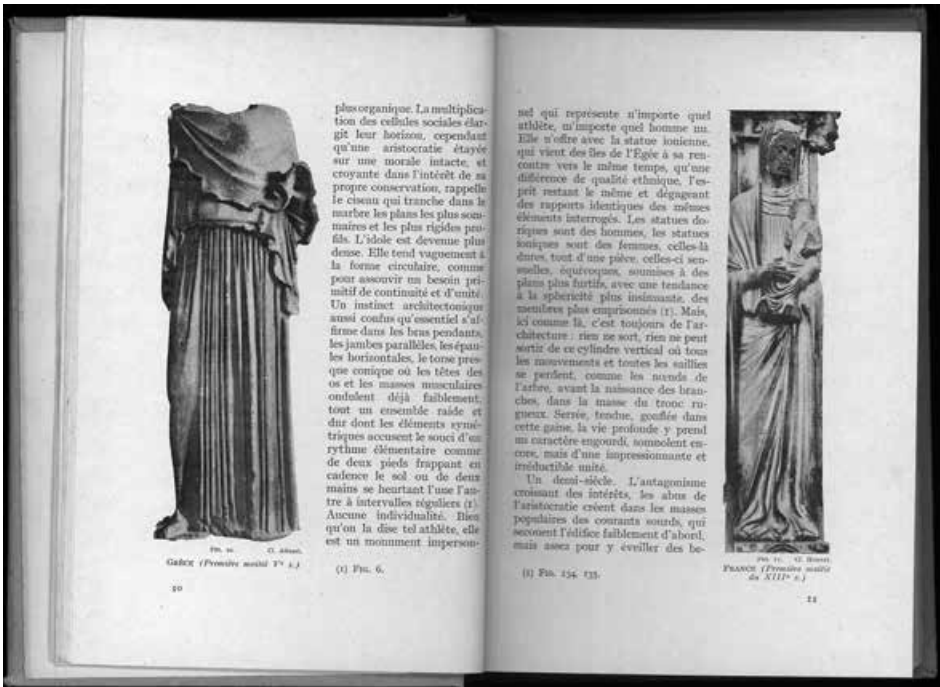 plus organique. La multiplica-
tion des cellules sociales élar-
git leur horizon, cependant
qu'une aristocratie étayée
sur une morale intacte, et
croyante dans l'intérêt de sa
propre conservation, rappelle
le ciseau qui tranche dans le
marbre les plans les plus som-
maires et les plus rigides pro-
fils. L'idole est devenue plus
dense. Elle tend vaguement à
la forme circulaire, comme
pour assouvir un besoin pri-
mitif de continuité et d'unité.
Un instinct architectonique
aussi confus qu'essentiel s'af-
firme dans les bras pendants,
les jambes parallèles, les épau-
les horizontales, le torse pres-
que conique où les têtes des
os et les masses musculaires
ondulent déjà faiblement,
tout un ensemble raide et
dur dont les éléments symé-
triques accusent le souci d'un
rythme élémentaire comme
de deux pieds frappant en
cadence le sol ou de deux
mains se heurtant l'une l'au-
tre à intervalles réguliers (1).
Aucune individualité. Bien
qu'on la dise tel athlète, elle
est un monument imperson-
GRÈCE (Première moitié Ve s.)
(1) FIG. 6.
20
nel qui représente n'importe quel
athlète, n'importe quel homme nu.
Elle n'offre avec la statue ionienne,
qui vient des îles de l'Égée à sa ren-
contre vers le même temps, qu'une
différence de qualité ethnique, l'es-
prit restant le même et dégageant
des rapports identiques des mêmes
éléments interrogés. Les statues do-
riques sont des hommes, les statues
ioniques sont des femmes, celles-là
dures, tout d'une pièce, celles-ci sen-
suelles, équivoques, soumises à des
plans plus furtifs, avec une tendance
à la sphéricité plus insinuante, des
membres plus emprisonnés (1). Mais,
ici comme là, c'est toujours de l'ar-
chitecture : rien ne sort, rien ne peut
sortir de ce cylindre vertical où tous
les mouvements et toutes les saillies
se perdent, comme les nœuds de
l'arbre, avant la naissance des bran-
ches, dans la masse du tronc ru-
gueux. Serrée, tendue, gonflée dans
cette gaine, la vie profonde y prend
un caractère engourdi, somnolent en-
core, mais d'une impressionnante et
irréductible unité.
Un demi-siècle. L'antagonisme
croissant des intérêts, les abus de
l'aristocratie créent dans les masses
populaires des courants sourds, qui
secouent l'édifice faiblement d'abord,
mais assez pour y éveiller des be-
(1) FIG. 154, 155.
FRANCE (Première moitié
du XIIIe s.)
21